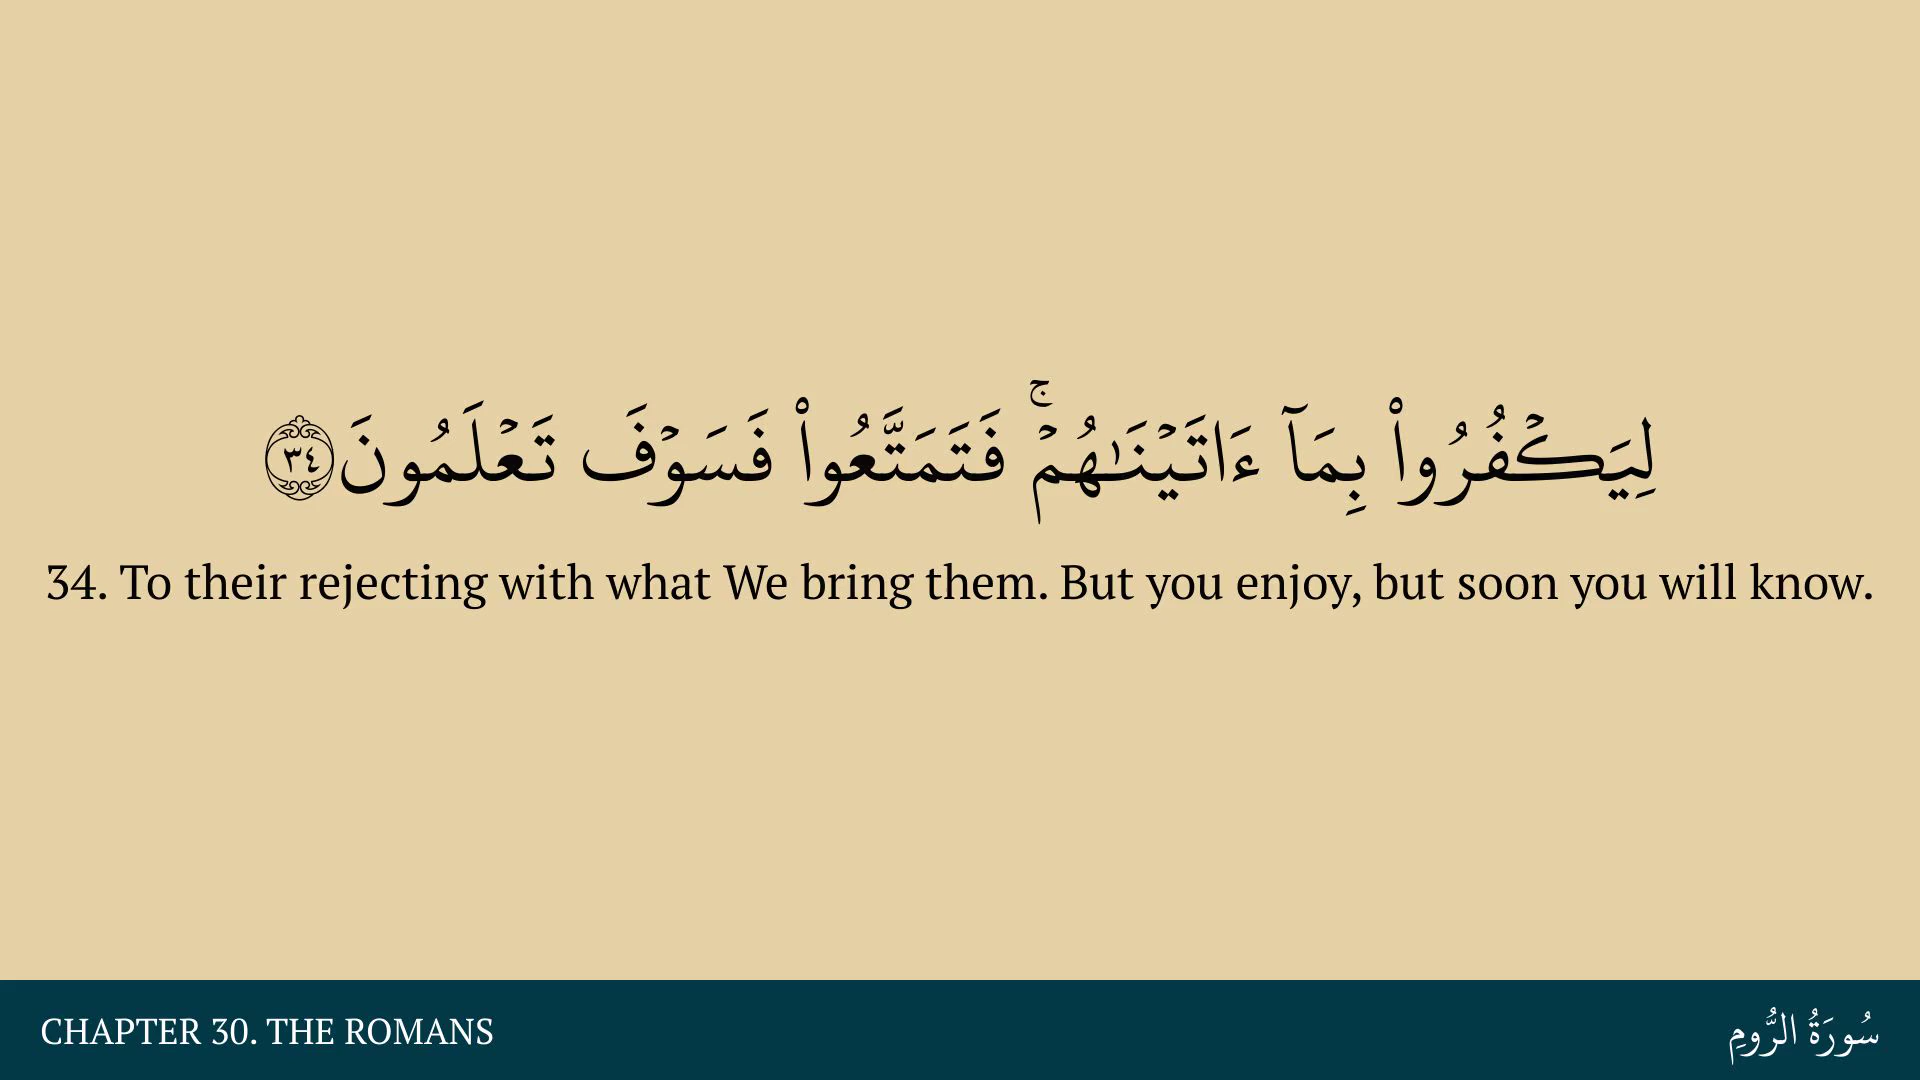 لِيَكۡفُرُواْ بِمَآ ءَاتَيۡنَٰهُمۡۚ فَتَمَتَّعُواْ فَسَوۡفَ تَعۡلَمُونَ ٣٤
34. To their rejecting with what We bring them. But you enjoy, but soon you will know.
CHAPTER 30. THE ROMANS
سُورَةُ الرُّومِ